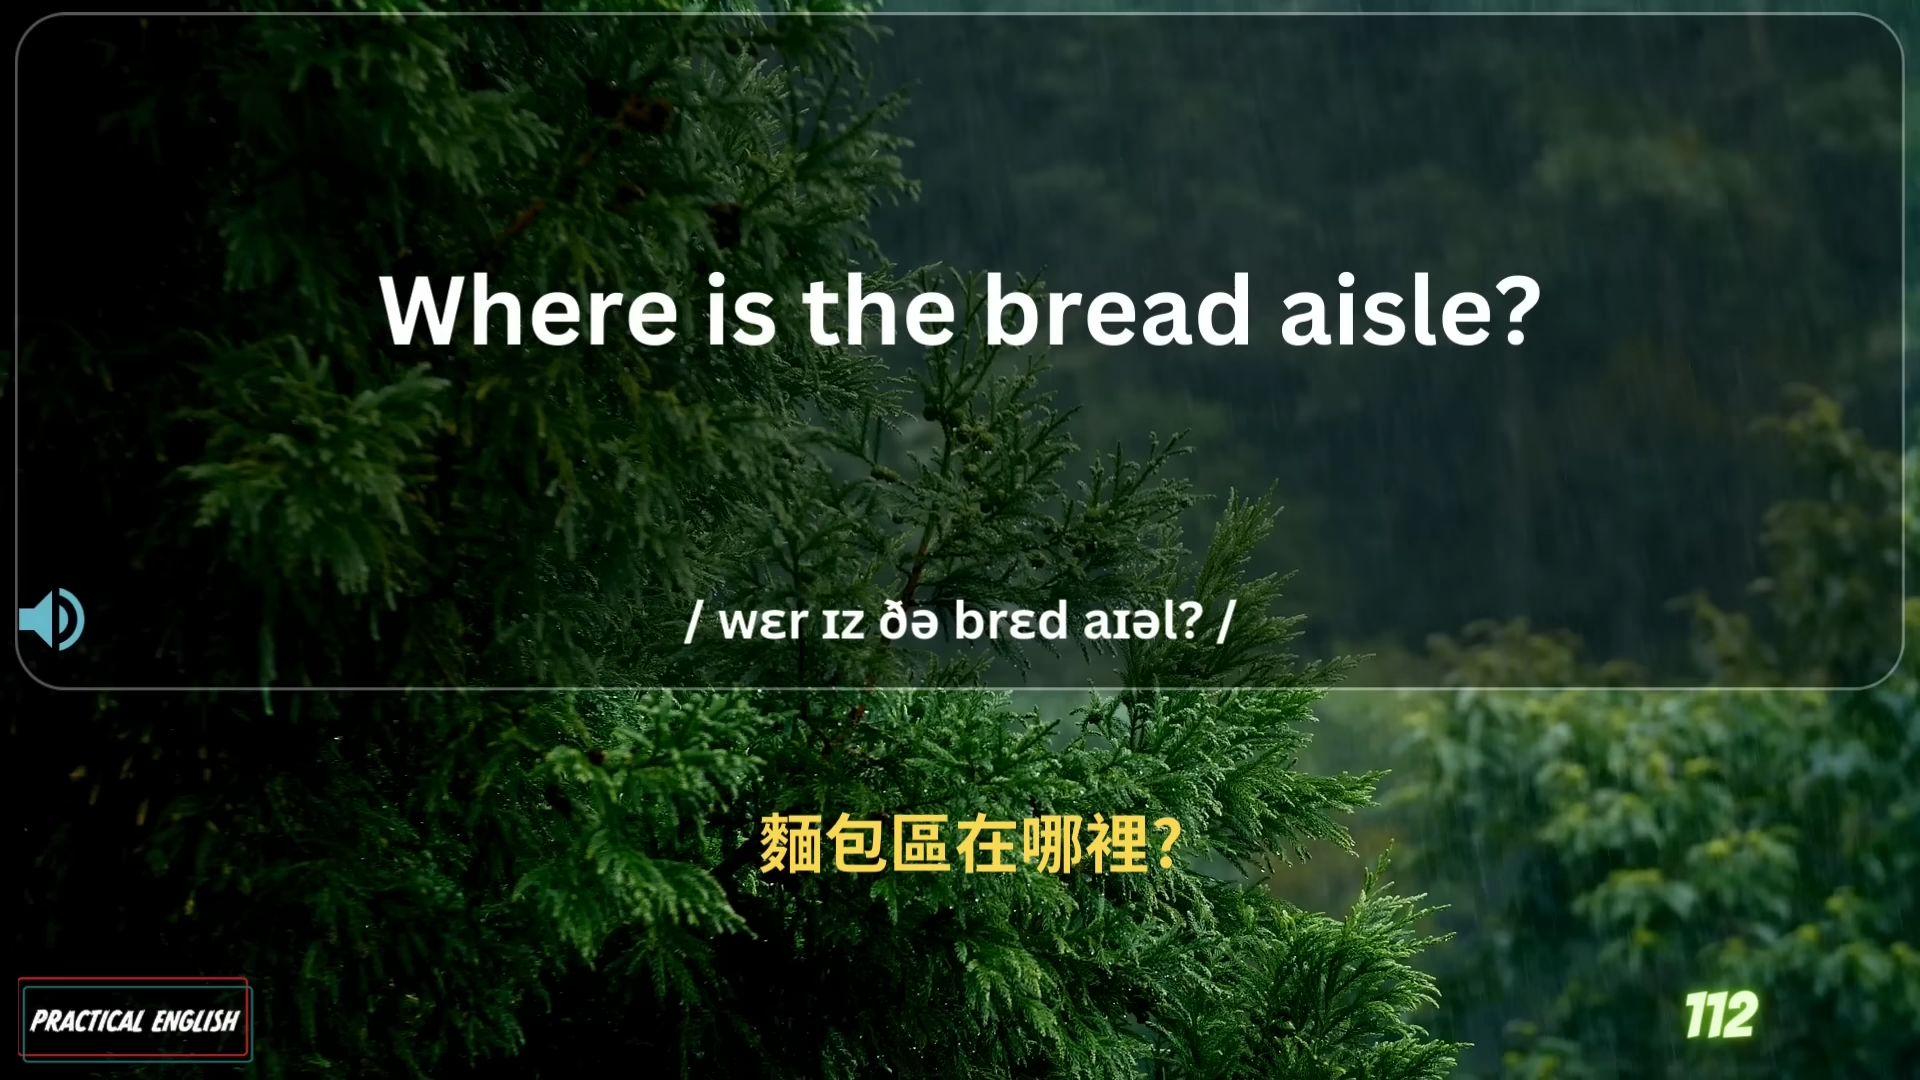 Where is the bread aisle?
/ wɛr ɪz ðə brɛd aɪəl? /
麵包區在哪裡?
PRACTICAL ENGLISH
112